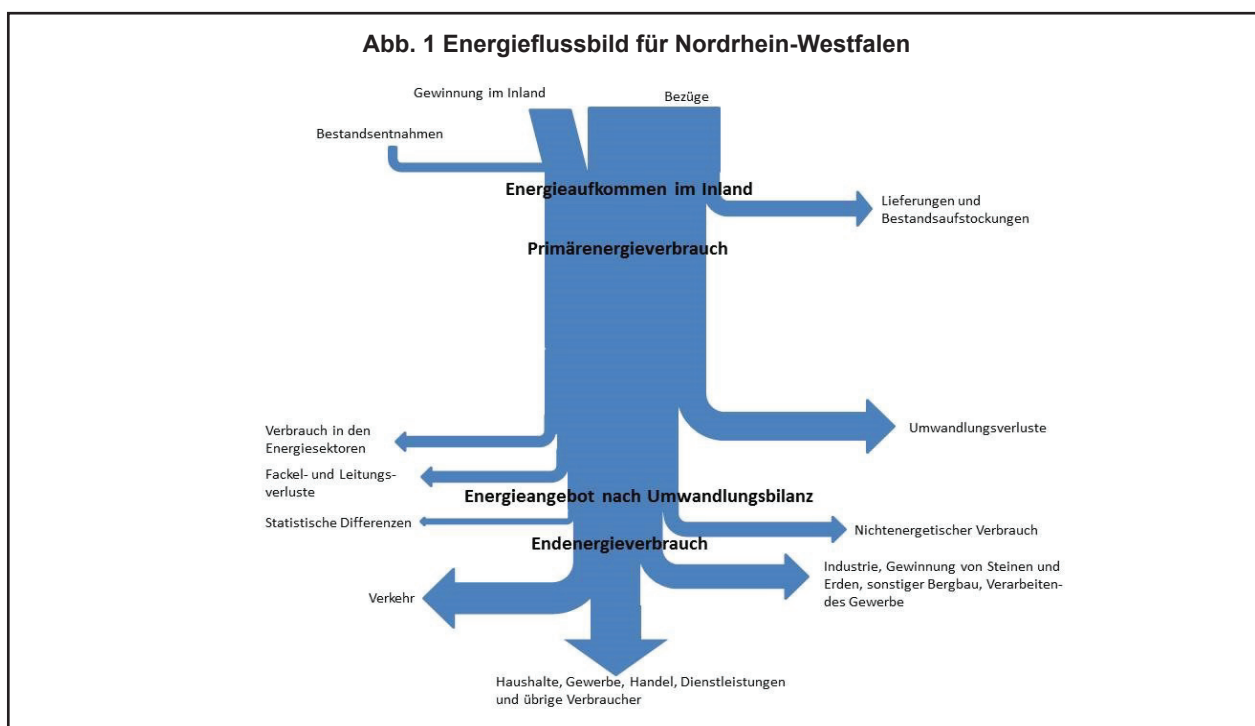 Abb. 1 Energieflussbild für Nordrhein-Westfalen
Gewinnung im Inland
Bezüge
Bestandsentnahmen
Energieaufkommen im Inland
Lieferungen und
Bestandsaufstockungen
Primärenergieverbrauch
Umwandlungsverluste
Verbrauch in den
Energiesektoren
Fackel- und Leitungs-
verluste
Energieangebot nach Umwandlungsbilanz
Statistische Differenzen
Nichtenergetischer Verbrauch
Endenergieverbrauch
Industrie, Gewinnung von Steinen und
Erden, sonstiger Bergbau, Verarbeiten-
des Gewerbe
Verkehr
Haushalte, Gewerbe, Handel, Dienstleistungen
und übrige Verbraucher